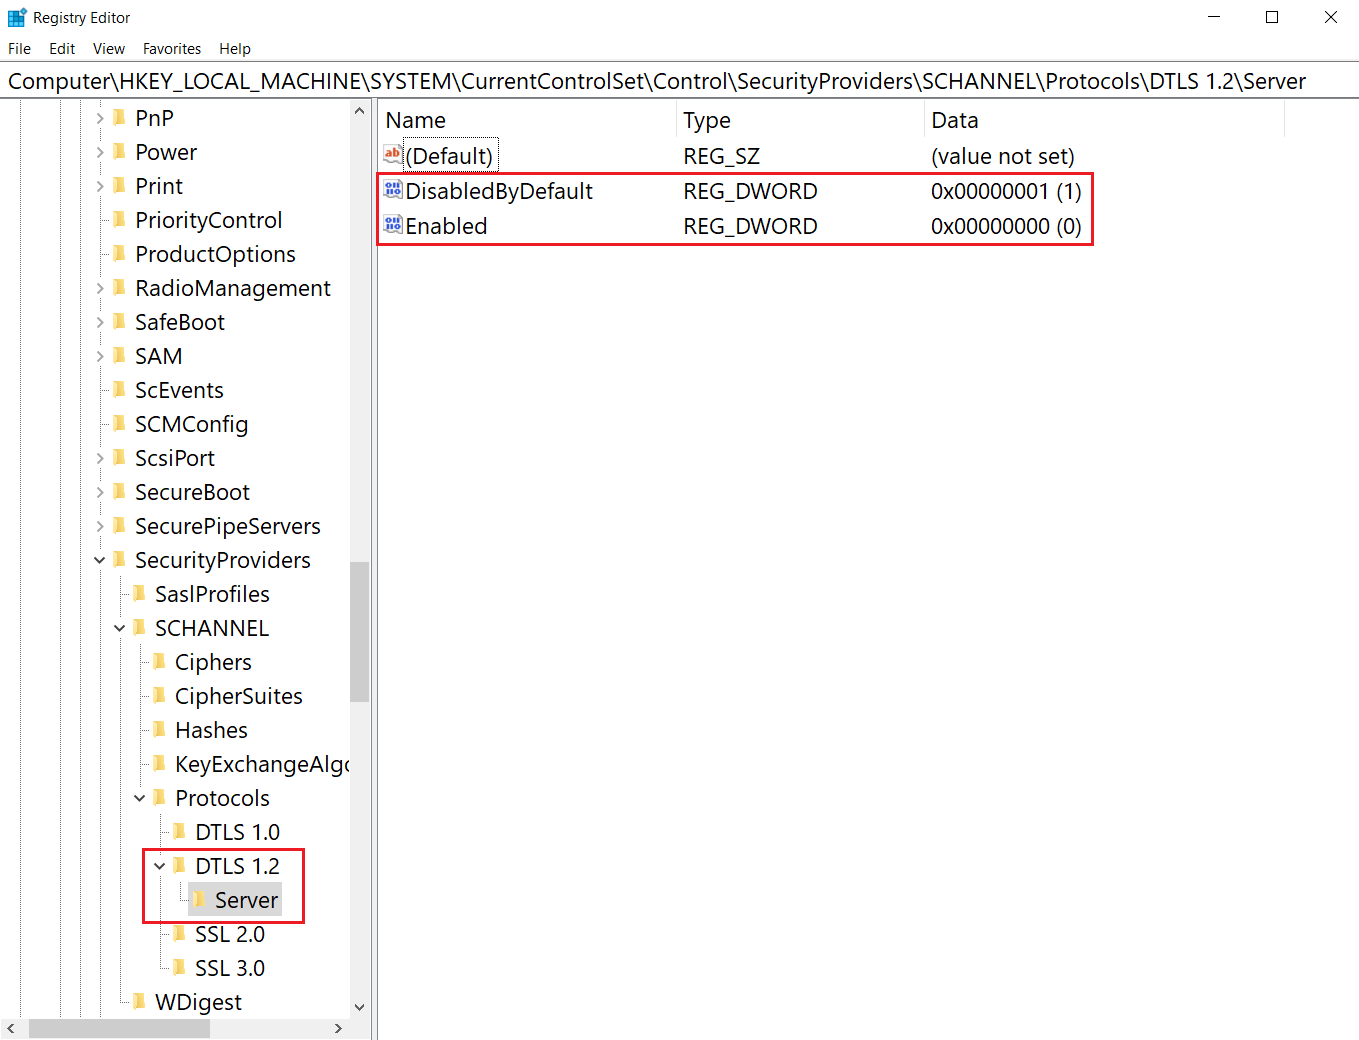 Registry Editor
File Edit View Favorites Help
Computer\HKEY_LOCAL_MACHINE\SYSTEM\CurrentControlSet\Control\SecurityProviders\SCHANNEL\Protocols\DTLS 1.2\Server
PnP
Power
Print
PriorityControl
ProductOptions
RadioManagement
SafeBoot
SAM
ScEvents
SCMConfig
ScsiPort
SecureBoot
SecurePipeServers
SecurityProviders
SaslProfiles
SCHANNEL
Ciphers
CipherSuites
Hashes
KeyExchangeAlgo
Protocols
DTLS 1.0
DTLS 1.2
Server
SSL 2.0
SSL 3.0
WDigest
Name Type Data
ab (Default) REG_SZ (value not set)
DisabledByDefault REG_DWORD 0x00000001 (1)
Enabled REG_DWORD 0x00000000 (0)